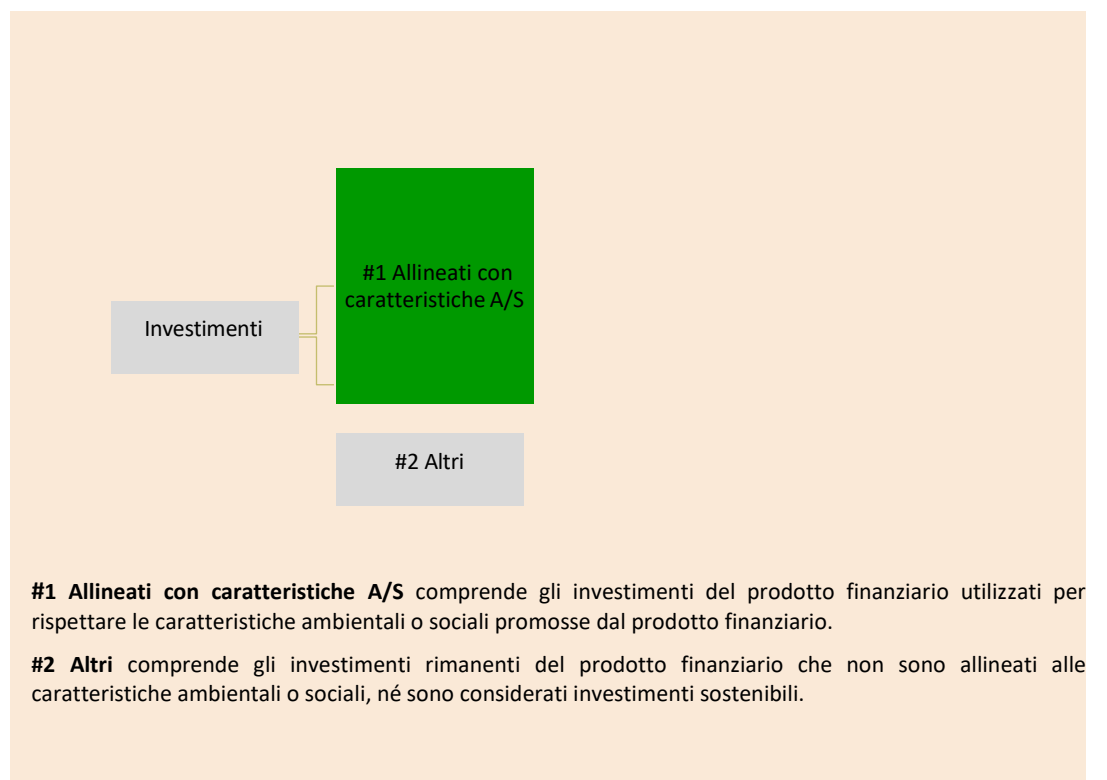 #1 Allineati con
caratteristiche A/S
Investimenti
#2 Altri
#1 Allineati con caratteristiche A/S comprende gli investimenti del prodotto finanziario utilizzati per
rispettare le caratteristiche ambientali o sociali promosse dal prodotto finanziario.
#2 Altri comprende gli investimenti rimanenti del prodotto finanziario che non sono allineati alle
caratteristiche ambientali o sociali, né sono considerati investimenti sostenibili.